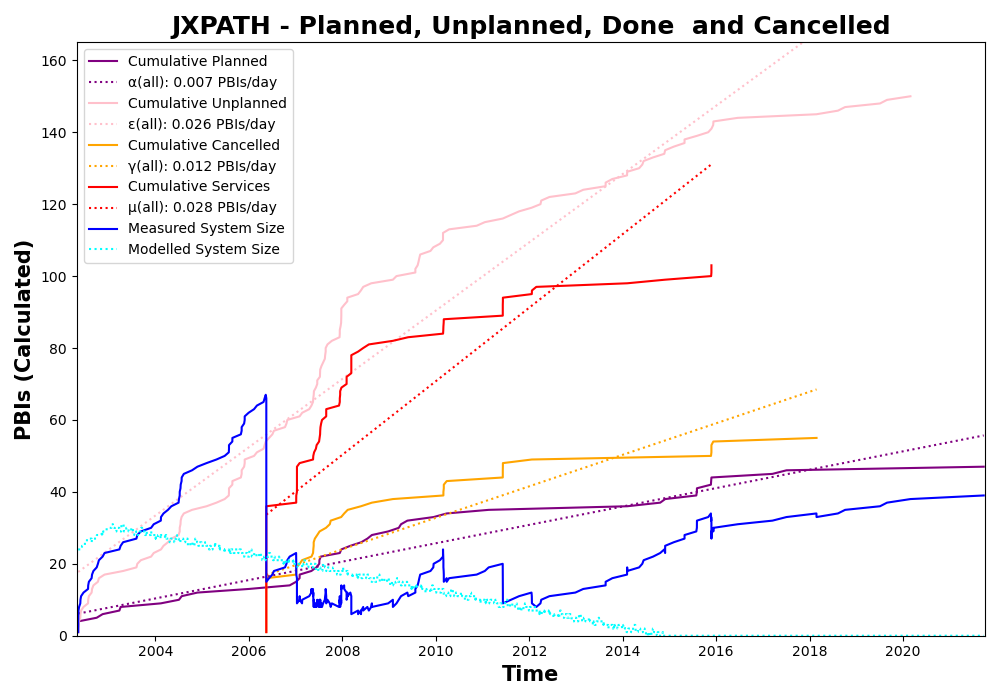 JXPATH - Planned, Unplanned, Done  and Cancelled
160
140
120
100
80
60
40
20
0
PBIs (Calculated)
Cumulative Planned
α(all): 0.007 PBIs/day
Cumulative Unplanned
ε(all): 0.026 PBIs/day
Cumulative Cancelled
γ(all): 0.012 PBIs/day
Cumulative Services
μ(all): 0.028 PBIs/day
Measured System Size
Modelled System Size
2004 2006 2008 2010 2012 2014 2016 2018 2020
Time